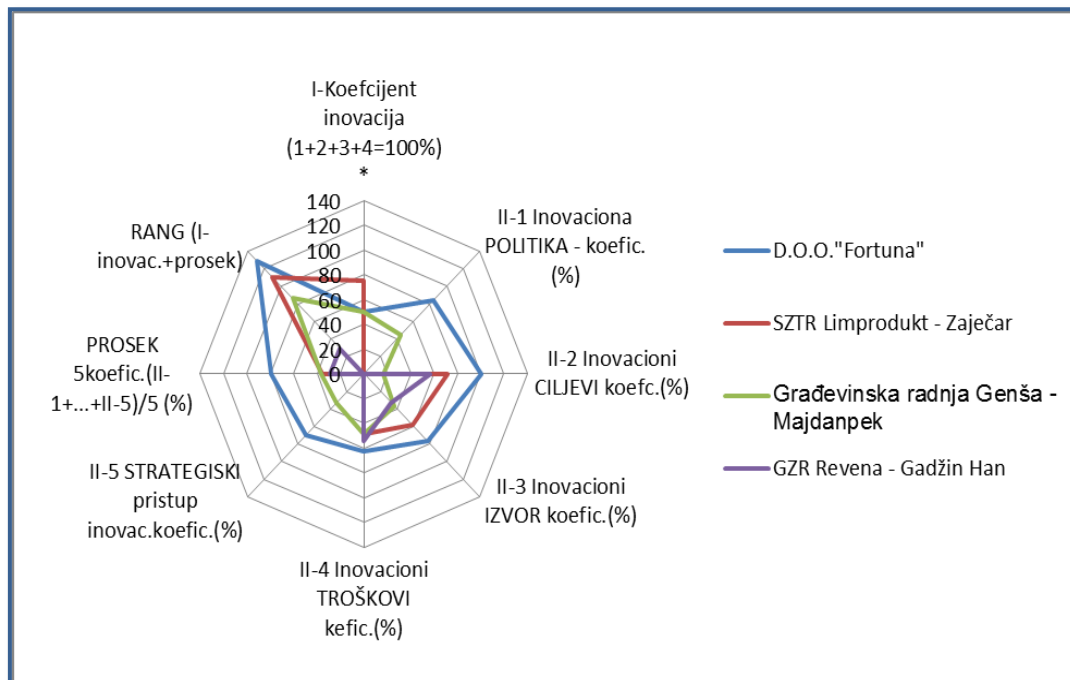 I-Koefcijent
inovacija
(1+2+3+4=100%)
*
140
120
100
80
60
40
20
0
II-1 Inovaciona
POLITIKA - koefic.
(%)
II-2 Inovacioni
CILJEVI koefc.(%)
II-3 Inovacioni
IZVOR koefic.(%)
II-4 Inovacioni
TROŠKOVI
kefic.(%)
II-5 STRATEGISKI
pristup
inovac.koefic.(%)
PROSEK
5koefic.(II-
1+...+II-5)/5 (%)
RANG (I-
inovac.+prosek)
D.O.O."Fortuna"
SZTR Limprodukt - Zaječar
Građevinska radnja Genša -
Majdanpek
GZR Revena - Gadžin Han